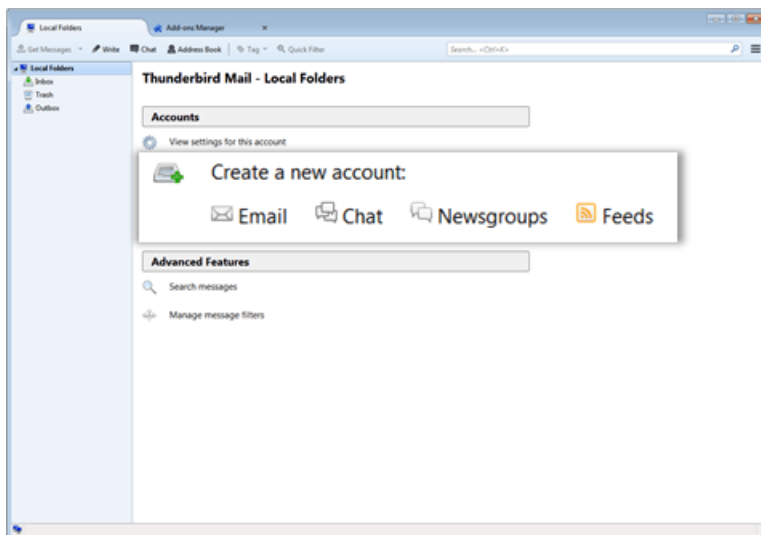 Local Folders Add-ons Manager ×
Get Messages Write Chat Address Book Tag Quick Filter Search... <Ctrl+K>
Local Folders
Inbox
Trash
Outbox
Thunderbird Mail - Local Folders
Accounts
View settings for this account
Create a new account:
Email Chat Newsgroups Feeds
Advanced Features
Search messages
Manage message filters